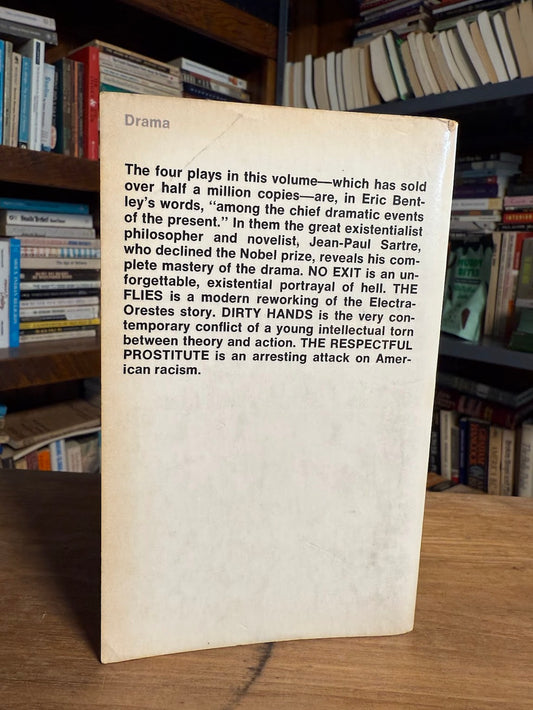 Drama
The four plays in this volume—which has sold
over half a million copies—are, in Eric Bent-
ley's words, “among the chief dramatic events
of the present.” In them the great existentialist
philosopher and novelist, Jean-Paul Sartre,
who declined the Nobel prize, reveals his com-
plete mastery of the drama. NO EXIT is an un-
forgettable, existential portrayal of hell. THE
FLIES is a modern reworking of the Electra-
Orestes story. DIRTY HANDS is the very con-
temporary conflict of a young intellectual torn
between theory and action. THE RESPECTFUL
PROSTITUTE is an arresting attack on Amer-
ican racism.